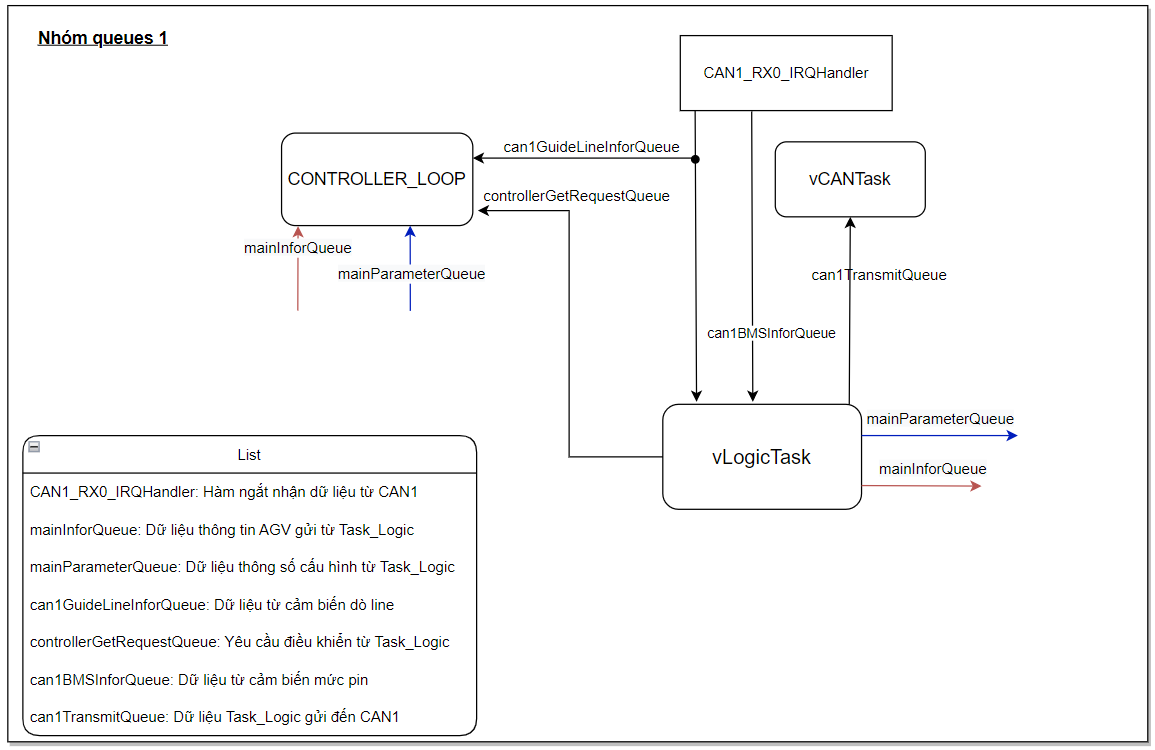 Nhóm queues 1
CAN1_RX0_IRQHandler
can1GuideLineInforQueue
CONTROLLER_LOOP
vCANTask
controllerGetRequestQueue
mainInforQueue
mainParameterQueue
can1TransmitQueue
can1BMSInforQueue
mainParameterQueue
vLogicTask
mainInforQueue
List
CAN1_RX0_IRQHandler: Hàm ngắt nhận dữ liệu từ CAN1
mainInforQueue: Dữ liệu thông tin AGV gửi từ Task_Logic
mainParameterQueue: Dữ liệu thông số cấu hình từ Task_Logic
can1GuideLineInforQueue: Dữ liệu từ cảm biến dò line
controllerGetRequestQueue: Yêu cầu điều khiển từ Task_Logic
can1BMSInforQueue: Dữ liệu từ cảm biến mức pin
can1TransmitQueue: Dữ liệu Task_Logic gửi đến CAN1